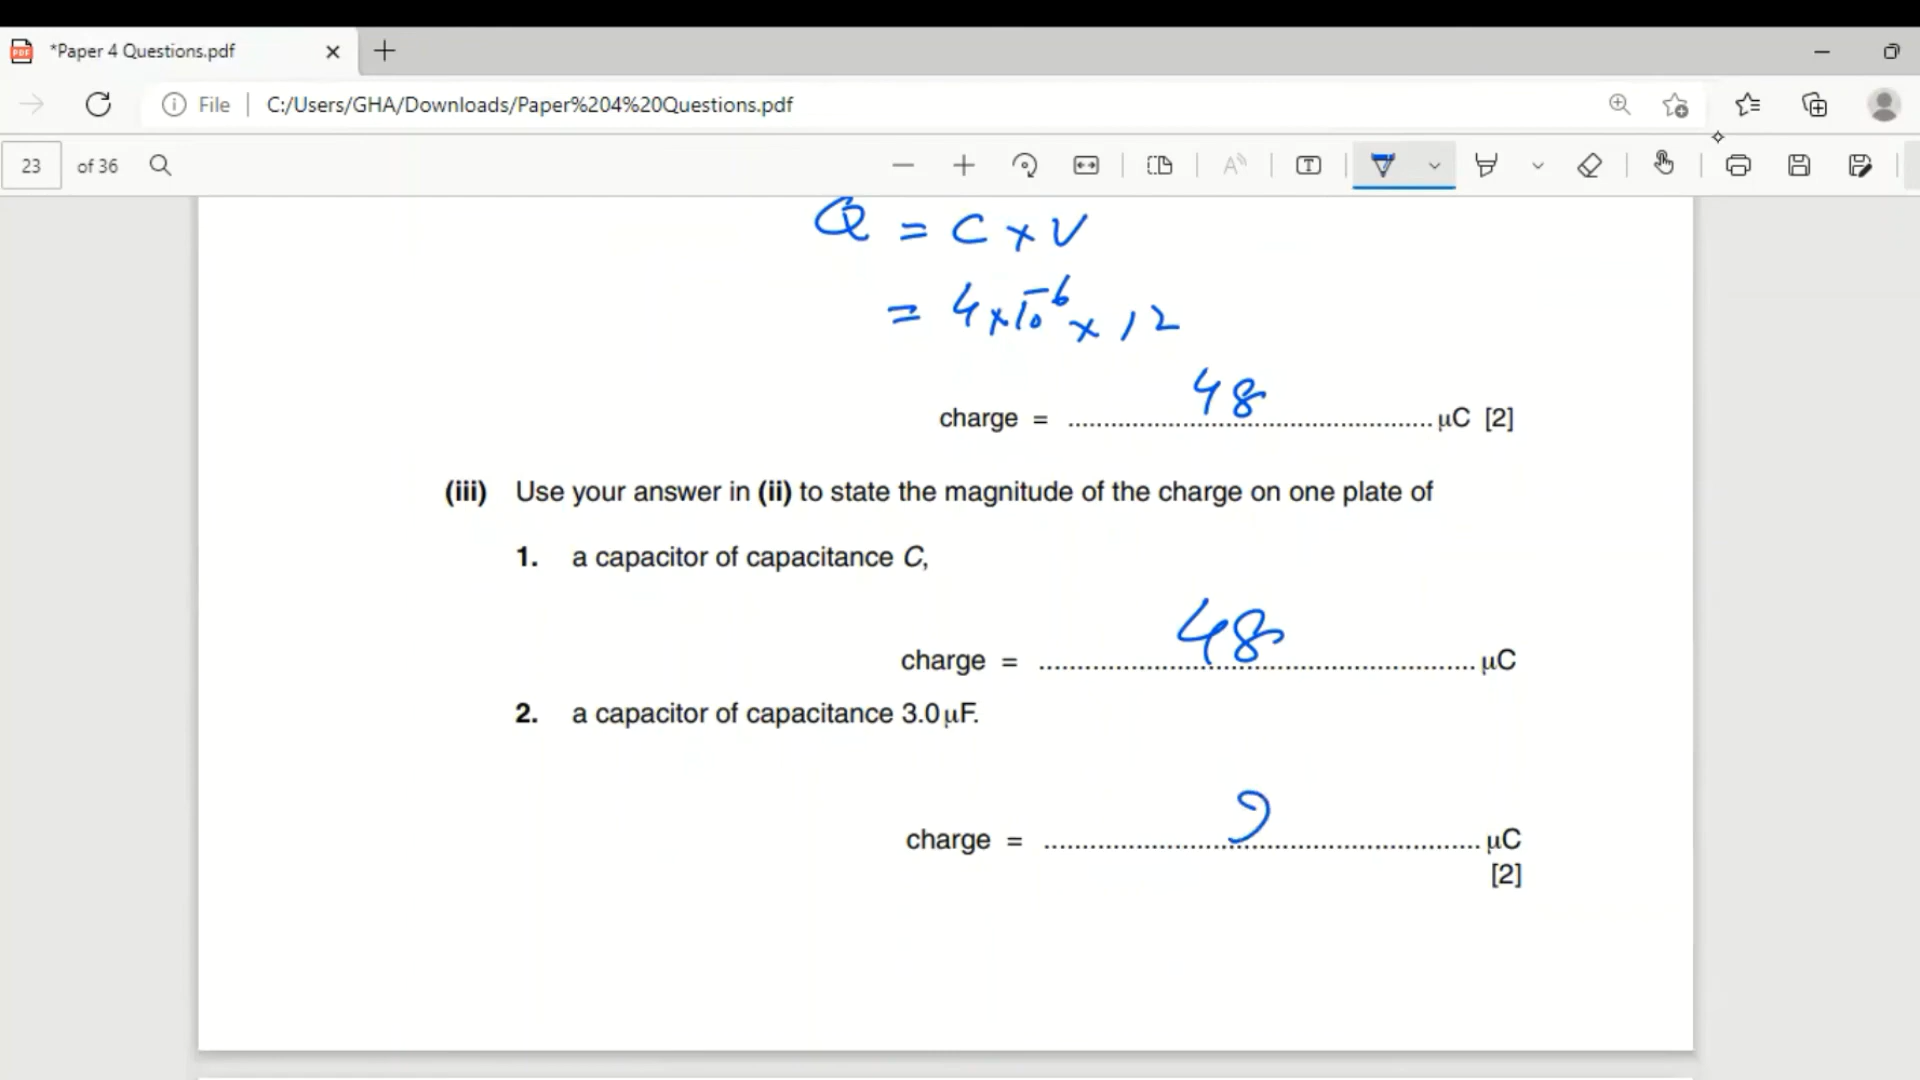 *Paper 4 Questions.pdf
File C:/Users/GHA/Downloads/Paper%204%20Questions.pdf
23 of 36
Q = C × V
= 4×10⁻⁶ × 12
48
charge = ........................................ µC [2]
(iii) Use your answer in (ii) to state the magnitude of the charge on one plate of
1. a capacitor of capacitance C,
48
charge = ........................................ µC
2. a capacitor of capacitance 3.0 µF.
charge = ........................................ µC
[2]